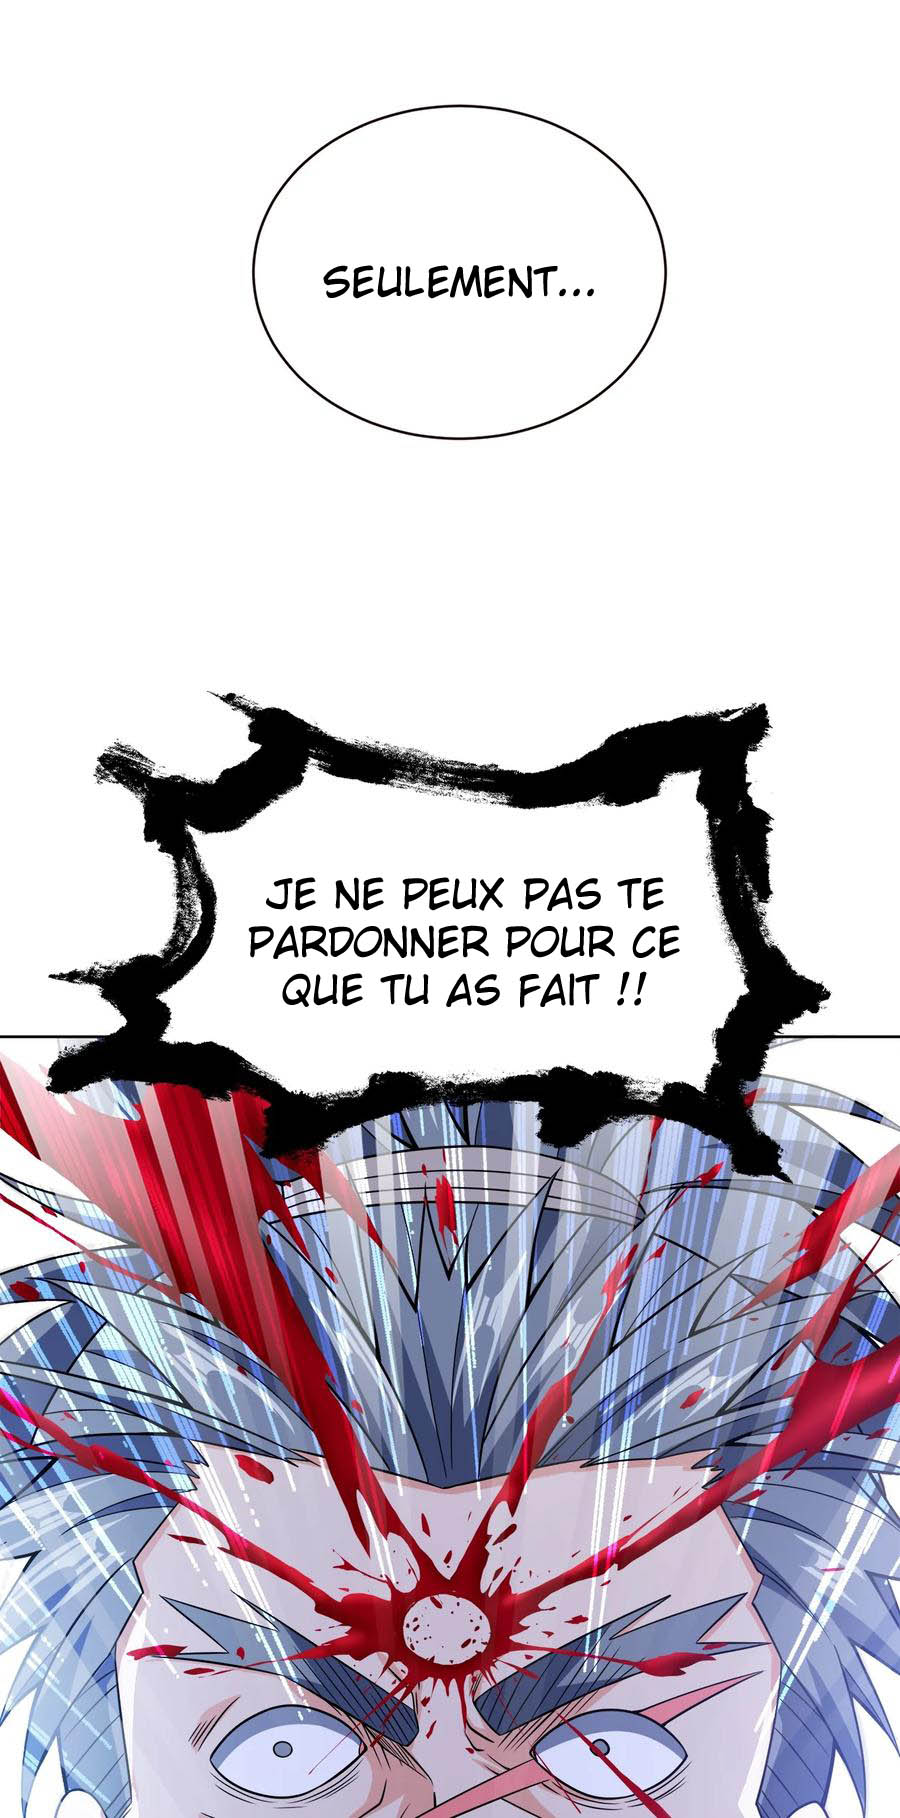 SEULEMENT...
JE NE PEUX PAS TE
PARDONNER POUR CE
QUE TU AS FAIT !!